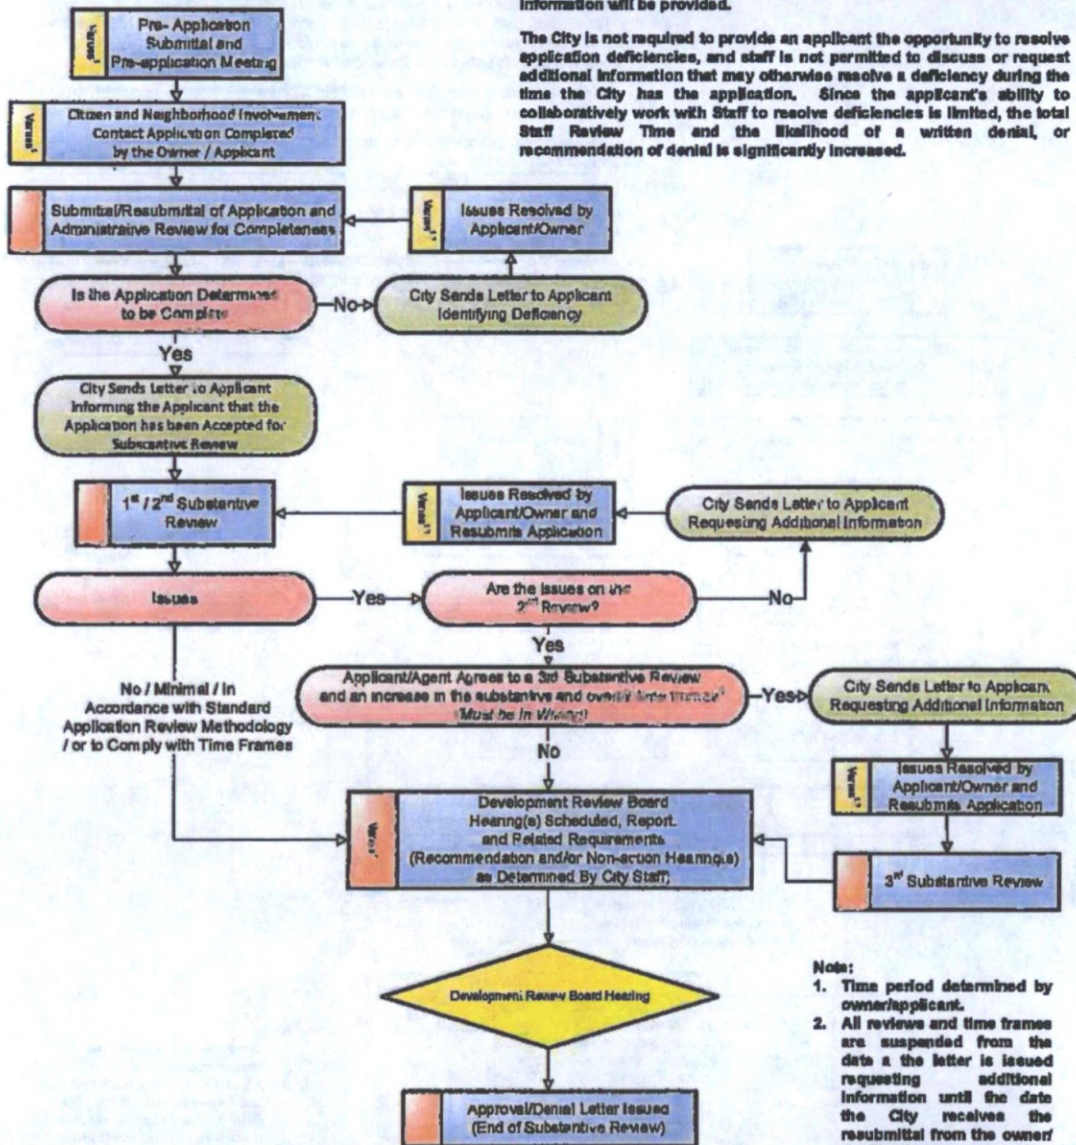 information will be provided.
The City is not required to provide an applicant the opportunity to resolve
application deficiencies, and staff is not permitted to discuss or request
additional information that may otherwise resolve a deficiency during the
time the City has the application. Since the applicant's ability to
collaboratively work with Staff to resolve deficiencies is limited, the total
Staff Review Time and the likelihood of a written denial, or
recommendation of denial is significantly increased.
Pre- Application
Submittal and
Pre-application Meeting
Varies¹
Citizen and Neighborhood Involvement
Contact Application Completed
by the Owner / Applicant
Varies¹
Submittal/Resubmittal of Application and
Administrative Review for Completeness
Issues Resolved by
Applicant/Owner
Varies
Is the Application Determined
to be Complete
No
City Sends Letter to Applicant
Identifying Deficiency
Yes
City Sends Letter to Applicant
Informing the Applicant that the
Application has been Accepted for
Substantive Review
1st / 2nd Substantive
Review
Issues Resolved by
Applicant/Owner and
Resubmits Application
Varies
City Sends Letter to Applicant
Requesting Additional Information
Issues
Yes
Are the Issues on the
2nd Review?
No
Yes
No / Minimal / In
Accordance with Standard
Application Review Methodology
/ or to Comply with Time Frames
Applicant/Agent Agrees to a 3rd Substantive Review
and an increase in the substantive and overall time frames
(Must be in Writing)
Yes
City Sends Letter to Applicant
Requesting Additional Information
No
Issues Resolved by
Applicant/Owner and
Resubmits Application
Varies
Development Review Board
Hearing(s) Scheduled, Report,
and Related Requirements
(Recommendation and/or Non-action Hearing(s)
as Determined By City Staff)
Varies
3rd Substantive Review
Development Review Board Hearing
Approval/Denial Letter Issued
(End of Substantive Review)
Note:
1. Time period determined by
owner/applicant.
2. All reviews and time frames
are suspended from the
date a the letter is issued
requesting additional
information until the date
the City receives the
resubmittal from the owner/